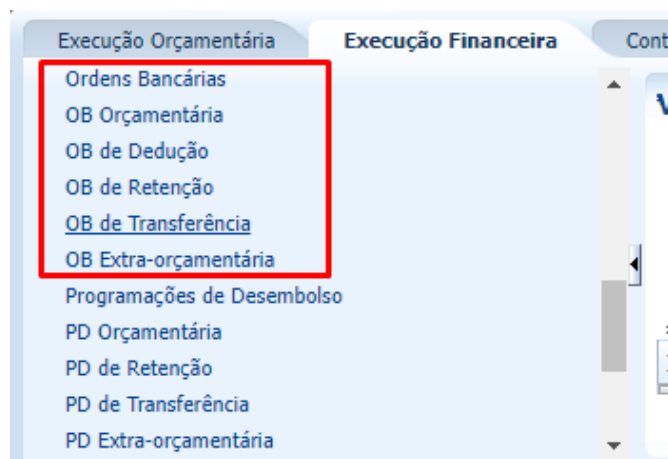 Execução Orçamentária Execução Financeira Cont
Ordens Bancárias
OB Orçamentária
OB de Dedução
OB de Retenção
OB de Transferência
OB Extra-orçamentária
Programações de Desembolso
PD Orçamentária
PD de Retenção
PD de Transferência
PD Extra-orçamentária